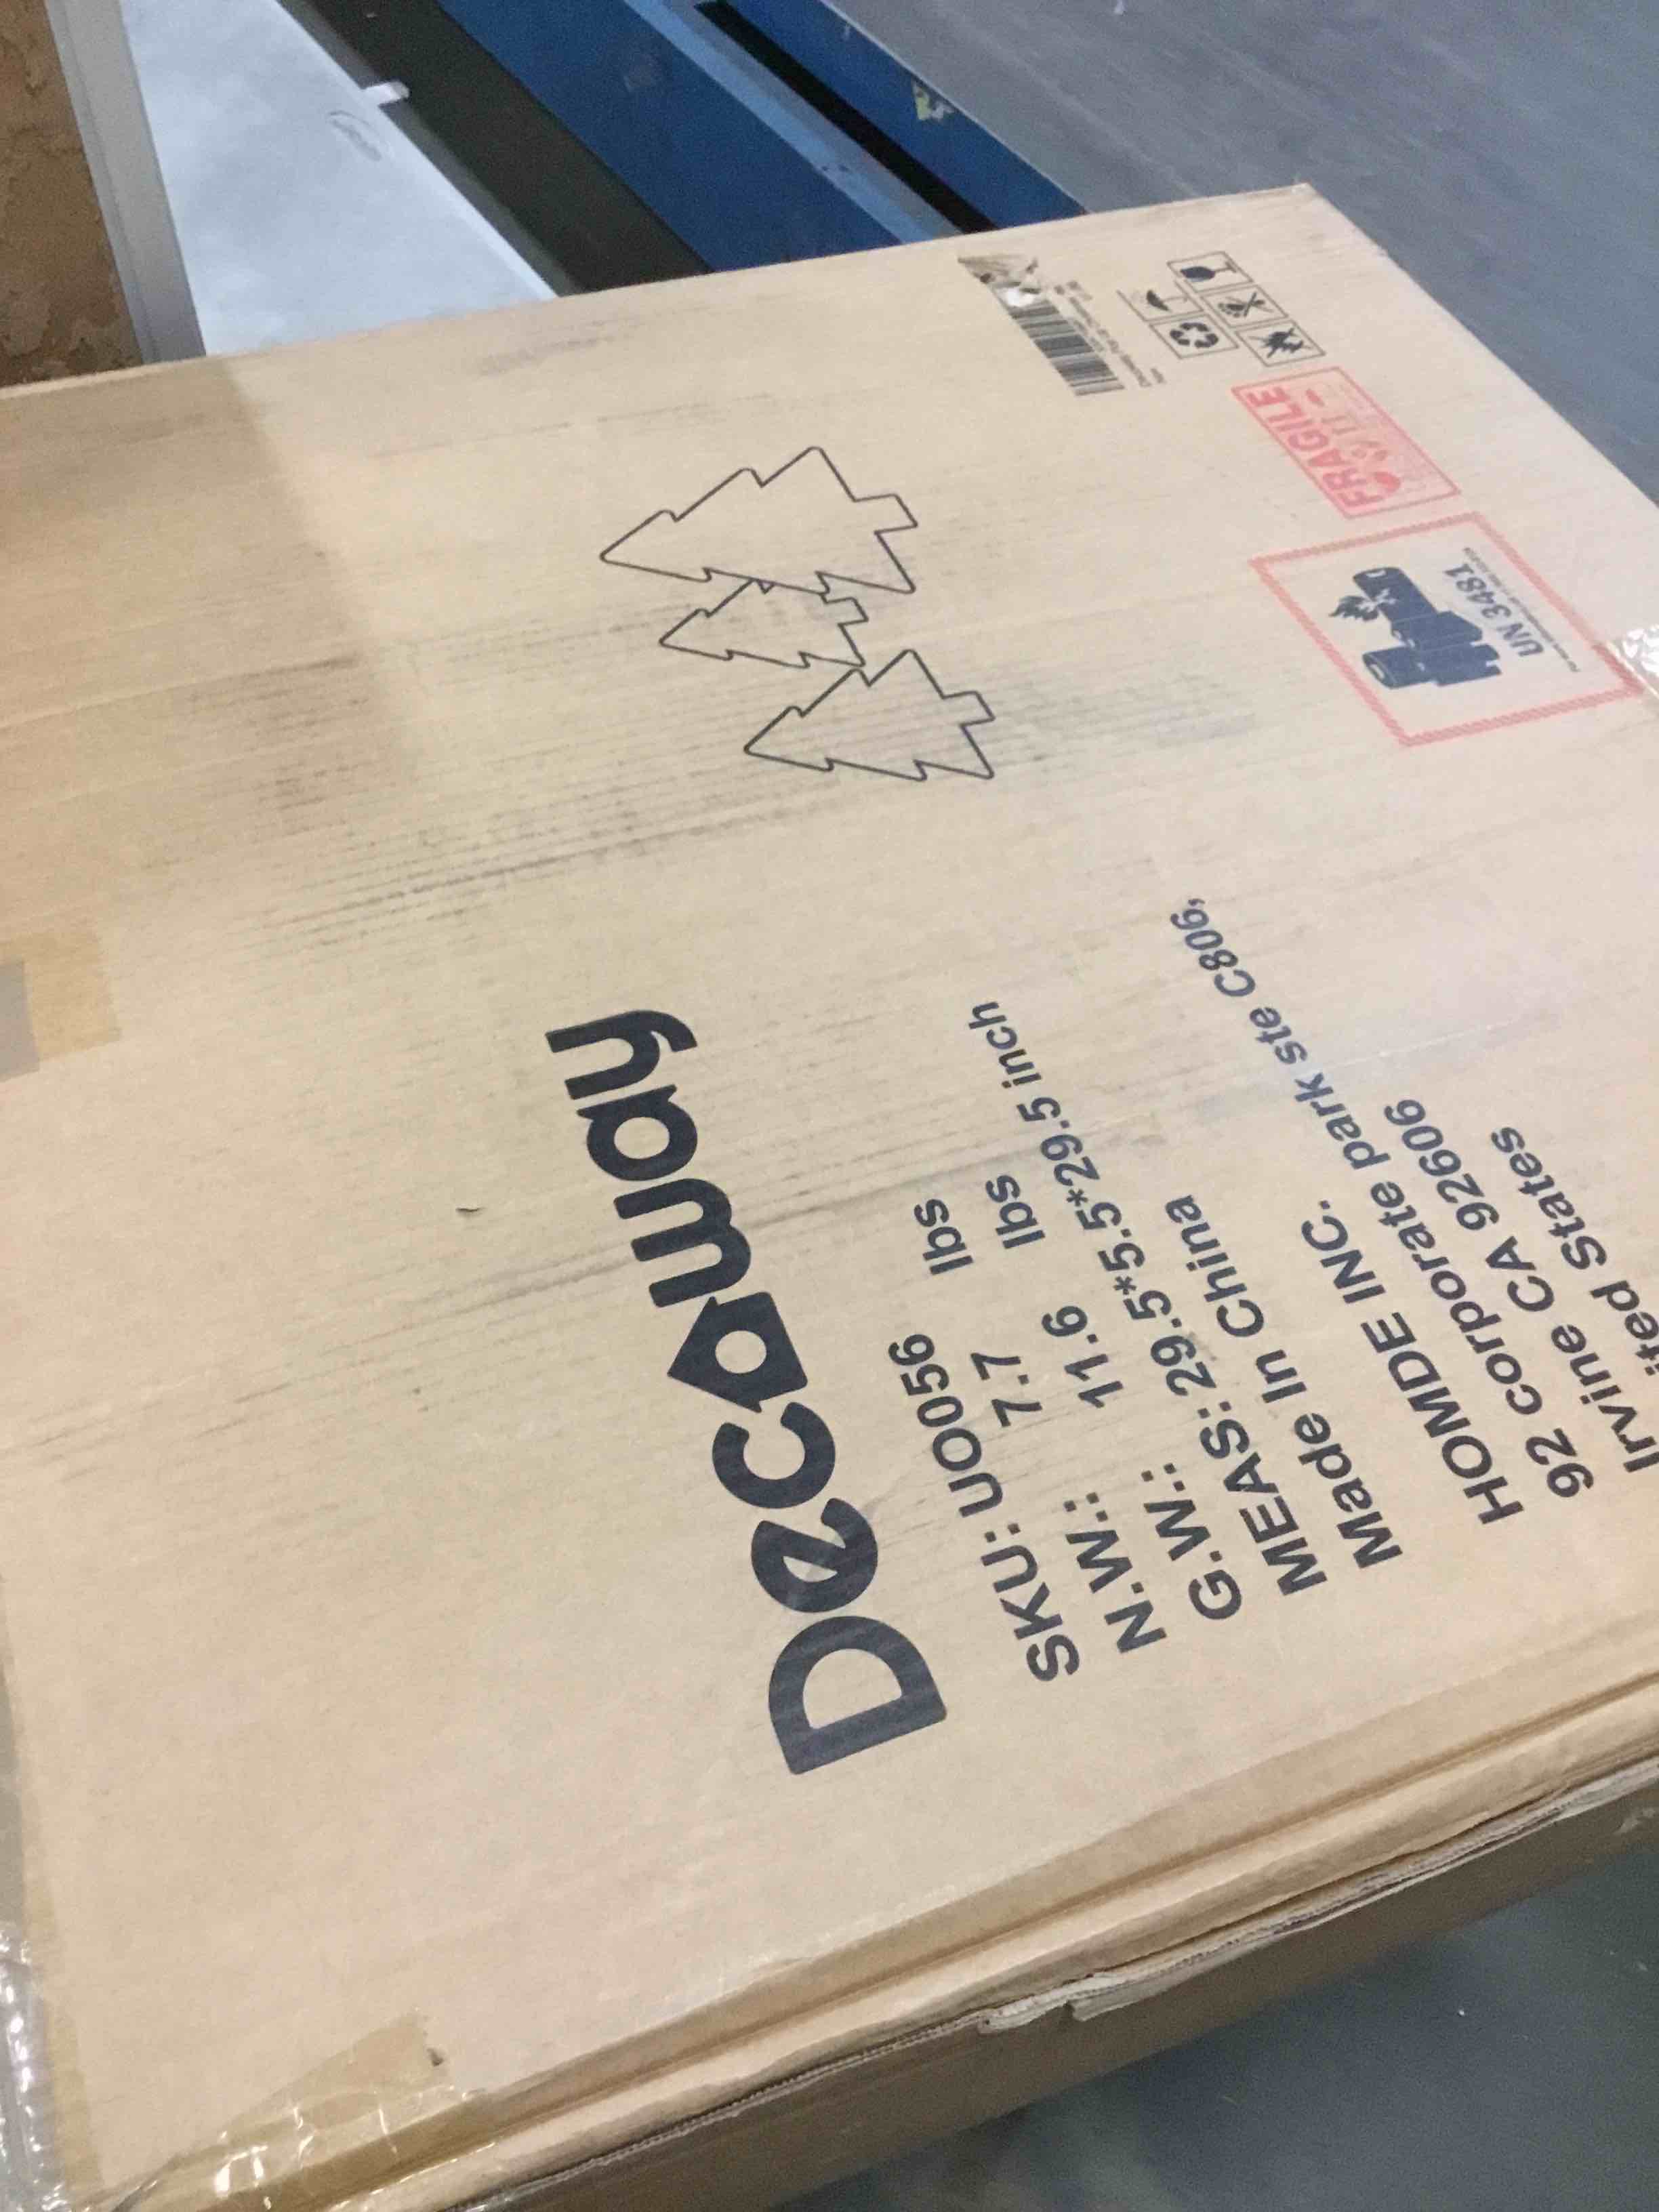 Decoway
SKU: UO056
N.W.: 7.7 lbs
G.W.: 11.6 lbs
MEAS: 29.5*5.5*29.5 inch
Made In China
HOMDE INC.
92 corporate park ste C806,
Irvine CA 92606
States
FRAGILE
UN 3481